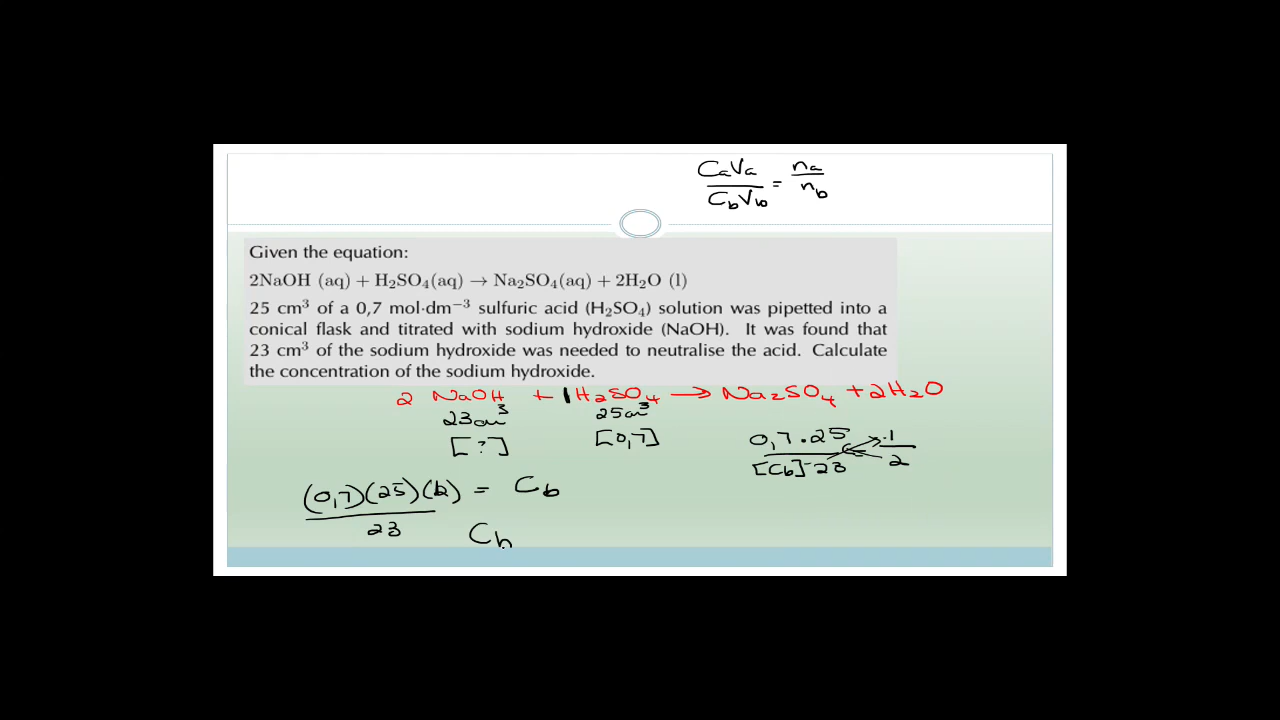 CaVa / CbVb = na / nb
Given the equation:
2NaOH (aq) + H₂SO₄(aq) → Na₂SO₄(aq) + 2H₂O (l)
25 cm³ of a 0,7 mol·dm⁻³ sulfuric acid (H₂SO₄) solution was pipetted into a
conical flask and titrated with sodium hydroxide (NaOH). It was found that
23 cm³ of the sodium hydroxide was needed to neutralise the acid. Calculate
the concentration of the sodium hydroxide.
2 NaOH + 1H₂SO₄ → Na₂SO₄ + 2H₂O
23cm³ 25cm³
[?] [0,7]
0,7·25 / [Cb]·23 1 / 2
(0,7)(25)(2) / 23 = Cb
Cb